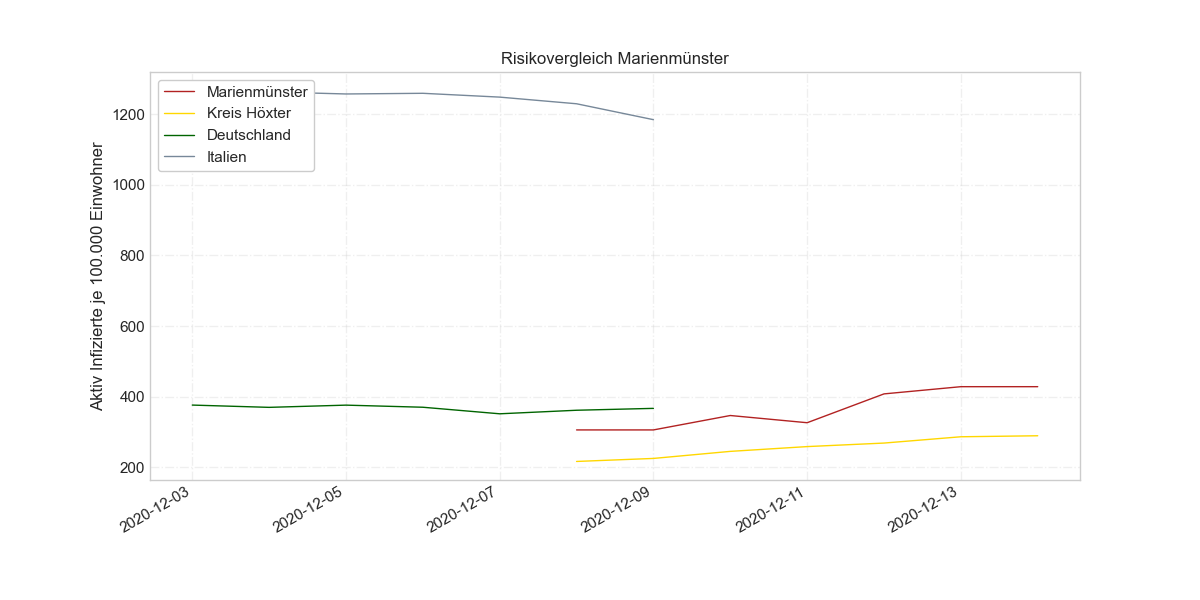 Risikovergleich Marienmünster
Marienmünster
Kreis Höxter
Deutschland
Italien
Aktiv Infizierte je 100.000 Einwohner
1200
1000
800
600
400
200
2020-12-03
2020-12-05
2020-12-07
2020-12-09
2020-12-11
2020-12-13